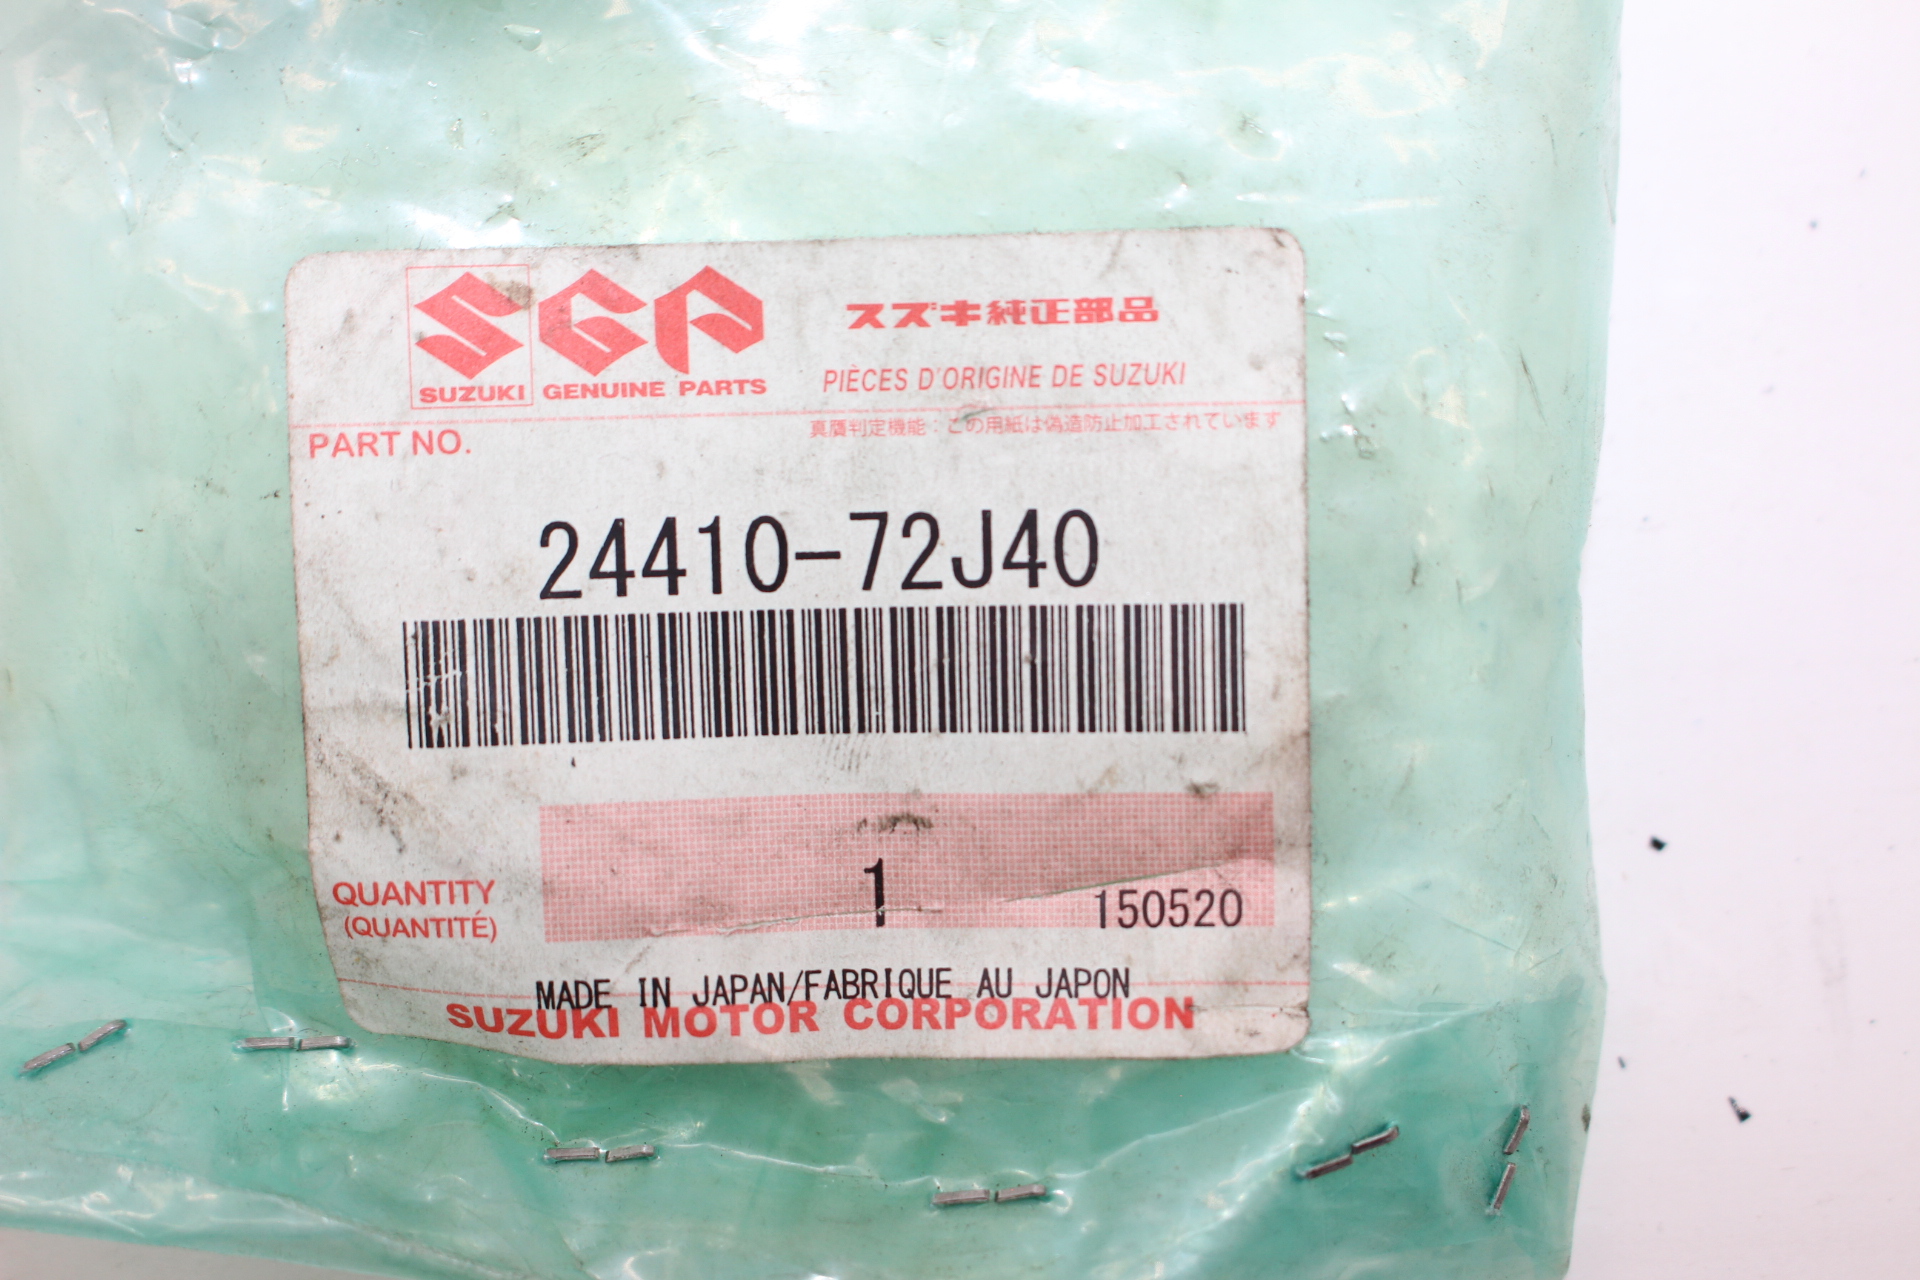 SGP
スズキ純正部品
SUZUKI GENUINE PARTS
PIÈCES D'ORIGINE DE SUZUKI
PART NO.
真贋判定機能：この用紙は偽造防止加工されています
24410-72J40
QUANTITY
(QUANTITÉ)
1
150520
MADE IN JAPAN/FABRIQUE AU JAPON
SUZUKI MOTOR CORPORATION